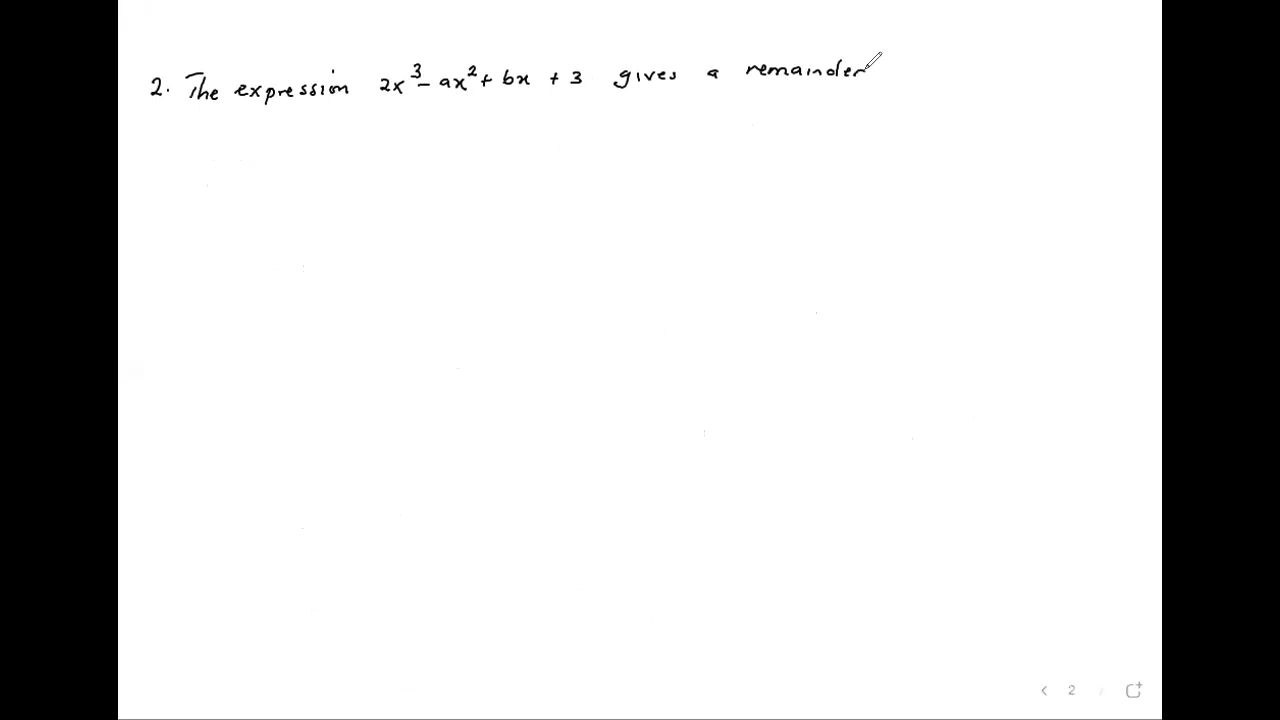 2. The expression 2x³ - ax² + bx + 3 gives a remainder
2